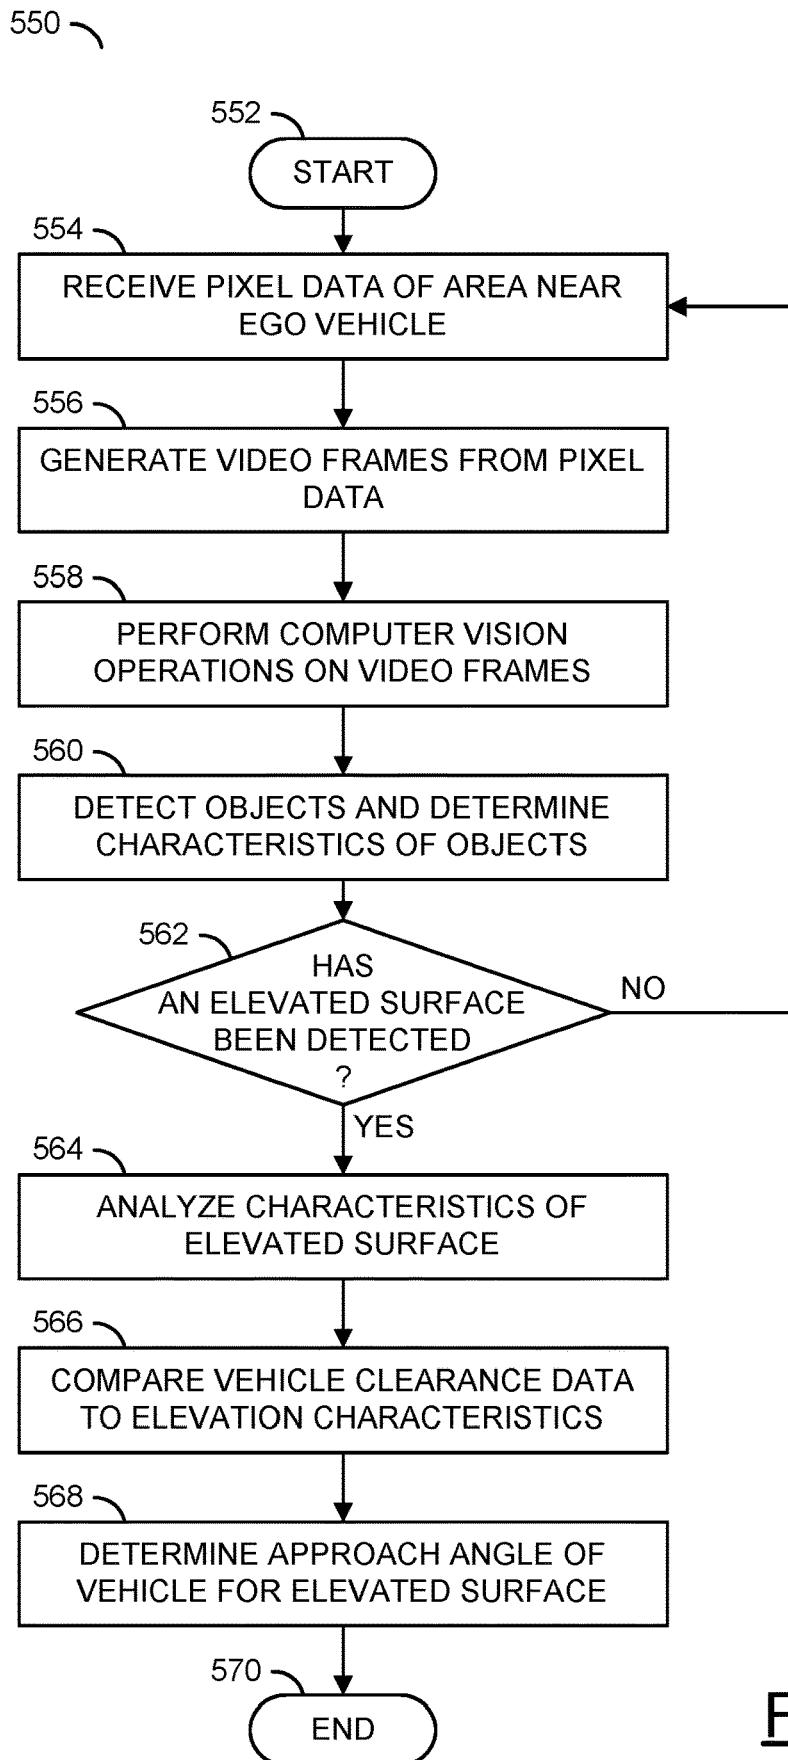 550
552
START
554
RECEIVE PIXEL DATA OF AREA NEAR
EGO VEHICLE
556
GENERATE VIDEO FRAMES FROM PIXEL
DATA
558
PERFORM COMPUTER VISION
OPERATIONS ON VIDEO FRAMES
560
DETECT OBJECTS AND DETERMINE
CHARACTERISTICS OF OBJECTS
562
HAS
AN ELEVATED SURFACE
BEEN DETECTED
?
NO
YES
564
ANALYZE CHARACTERISTICS OF
ELEVATED SURFACE
566
COMPARE VEHICLE CLEARANCE DATA
TO ELEVATION CHARACTERISTICS
568
DETERMINE APPROACH ANGLE OF
VEHICLE FOR ELEVATED SURFACE
570
END